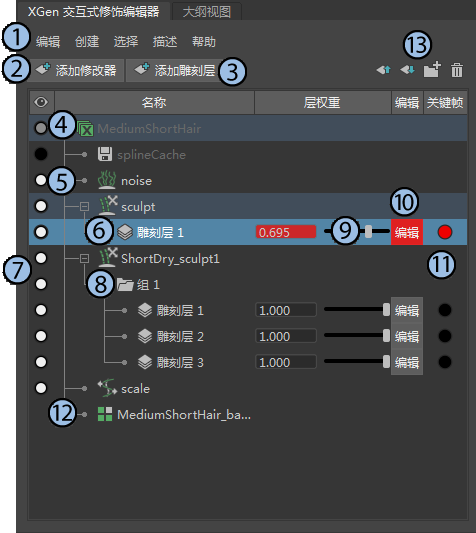 XGen 交互式修饰编辑器 大纲视图
13
1 编辑 创建 选择 描述 帮助
2 添加修改器 添加雕刻层 3
名称 层权重 编辑 关键帧
4 MediumShortHair
splineCache
5 noise
sculpt 10
6 雕刻层 1 0.695 9 编辑
7 ShortDry_sculpt1 11
8 组 1
雕刻层 1 1.000 编辑
雕刻层 2 1.000 编辑
雕刻层 3 1.000 编辑
scale
12 MediumShortHair_ba...